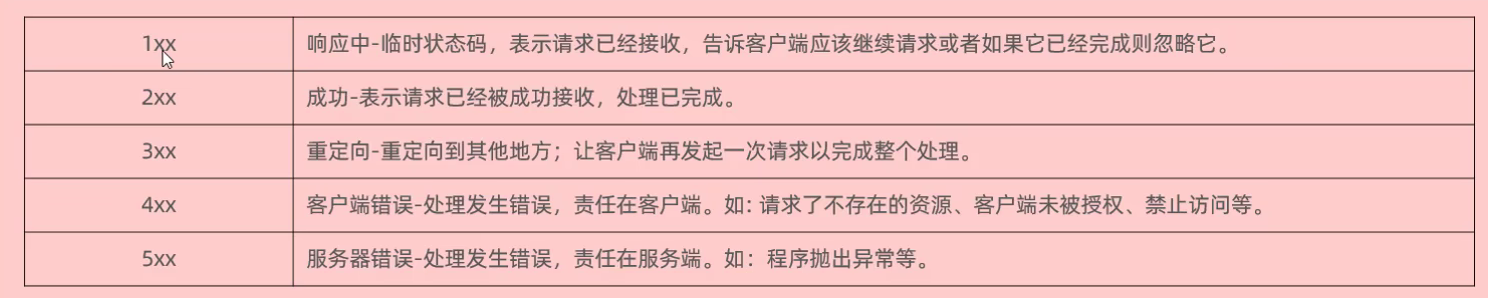 1xx 响应中-临时状态码，表示请求已经接收，告诉客户端应该继续请求或者如果它已经完成则忽略它。
2xx 成功-表示请求已经被成功接收，处理已完成。
3xx 重定向-重定向到其他地方；让客户端再发起一次请求以完成整个处理。
4xx 客户端错误-处理发生错误，责任在客户端。如: 请求了不存在的资源、客户端未被授权、禁止访问等。
5xx 服务器错误-处理发生错误，责任在服务端。如：程序抛出异常等。